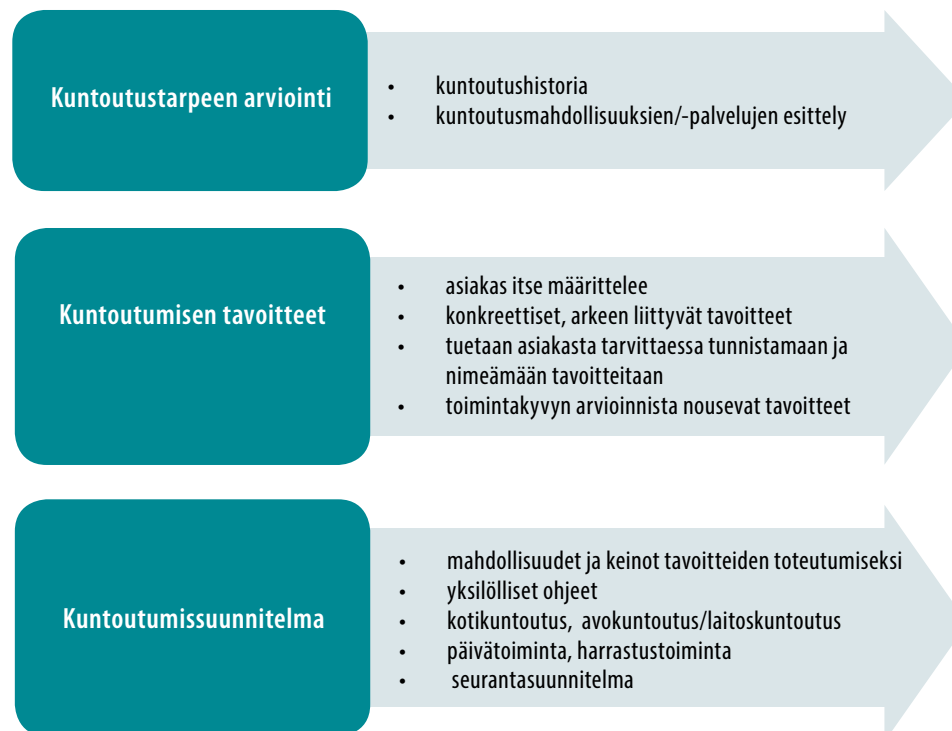 Kuntoutustarpeen arviointi
• kuntoutushistoria
• kuntoutusmahdollisuuksien/-palvelujen esittely
Kuntoutumisen tavoitteet
• asiakas itse määrittelee
• konkreettiset, arkeen liittyvät tavoitteet
• tuetaan asiakasta tarvittaessa tunnistamaan ja
nimeämään tavoitteitaan
• toimintakyvyn arvioinnista nousevat tavoitteet
Kuntoutumissuunnitelma
• mahdollisuudet ja keinot tavoitteiden toteutumiseksi
• yksilölliset ohjeet
• kotikuntoutus, avokuntoutus/laitoskuntoutus
• päivätoiminta, harrastustoiminta
• seurantasuunnitelma